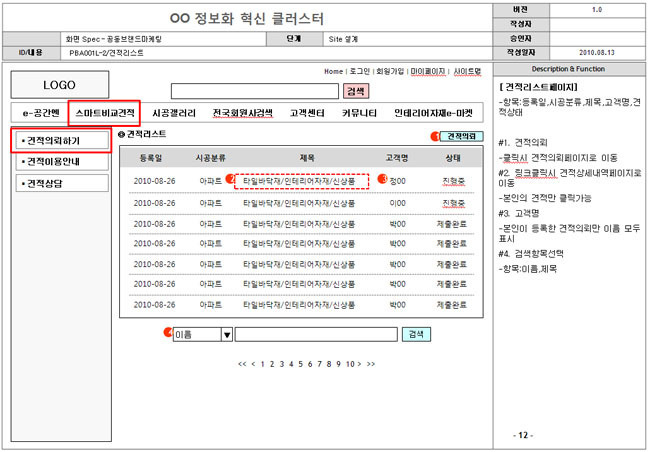 OO 정보화 혁신 클러스터
버전 1.0
작성자
화면 Spec - 공동브랜드마케팅 단계 Site 설계 승인자
ID/내용 PBA001L-2/견적리스트 작성일자 2010.08.13
Home | 로그인 | 회원가입 | 마이페이지 | 사이트맵
LOGO
검색
e-공간엔 스마트비교견적 시공갤러리 전국회원사검색 고객센터 커뮤니티 인테리어자재e-마켓
▪ 견적의뢰하기
▪ 견적이용안내
▪ 견적상담
견적리스트
1 견적의뢰
등록일 시공분류 제목 고객명 상태
2010-08-26 아파트 2 타일바닥재/인테리어자재/신상품 3 정00 진행중
2010-08-26 아파트 타일바닥재/인테리어자재/신상품 이00 진행중
2010-08-26 아파트 타일바닥재/인테리어자재/신상품 박00 제출완료
2010-08-26 아파트 타일바닥재/인테리어자재/신상품 박00 제출완료
2010-08-26 아파트 타일바닥재/인테리어자재/신상품 박00 제출완료
2010-08-26 아파트 타일바닥재/인테리어자재/신상품 박00 제출완료
2010-08-26 아파트 타일바닥재/인테리어자재/신상품 박00 제출완료
4 이름 ▼ 검색
<< < 1 2 3 4 5 6 7 8 9 10 > >>
Description & Function
[ 견적리스트페이지 ]
-항목:등록일,시공분류,제목,고객명,견
적상태
#1. 견적의뢰
-클릭시 견적의뢰페이지로 이동
#2. 링크클릭시 견적상세내역페이지로
이동
-본인의 견적만 클릭가능
#3. 고객명
-본인이 등록한 견적의뢰만 이름 모두
표시
#4. 검색항목선택
-항목:이름,제목
- 12 -